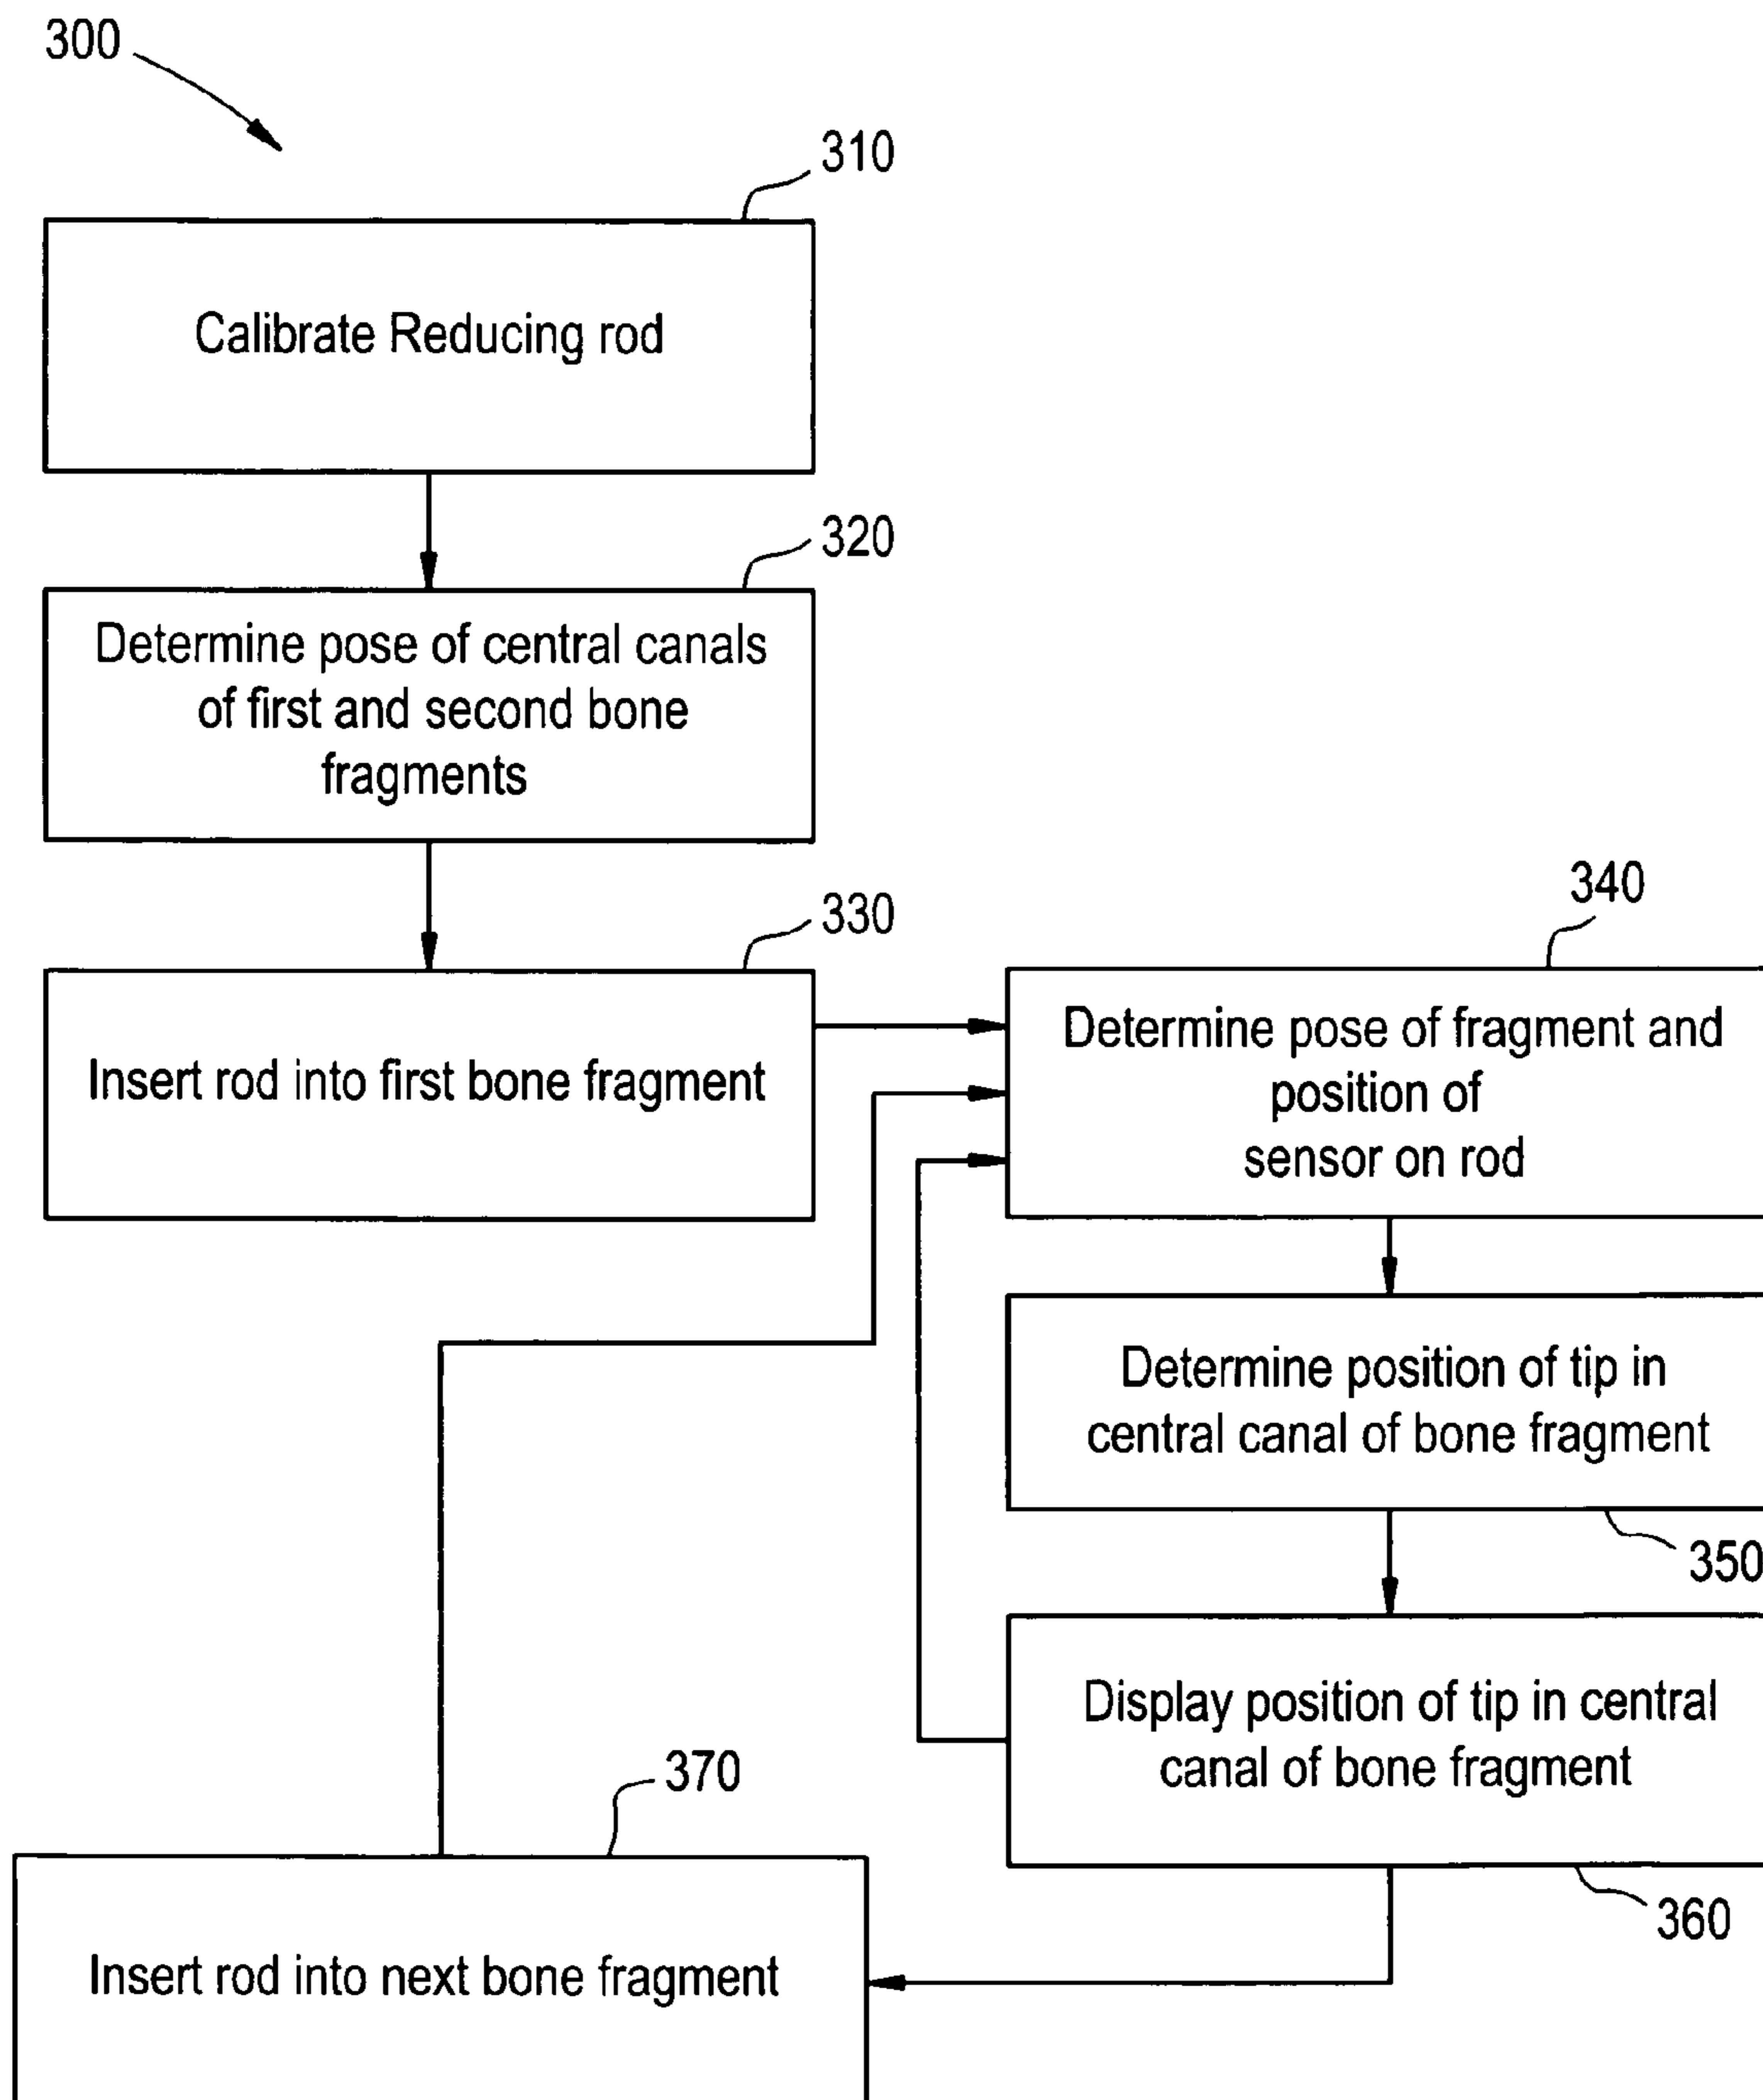 300
310
Calibrate Reducing rod
320
Determine pose of central canals
of first and second bone
fragments
330
Insert rod into first bone fragment
340
Determine pose of fragment and
position of
sensor on rod
Determine position of tip in
central canal of bone fragment
350
Display position of tip in central
canal of bone fragment
360
370
Insert rod into next bone fragment